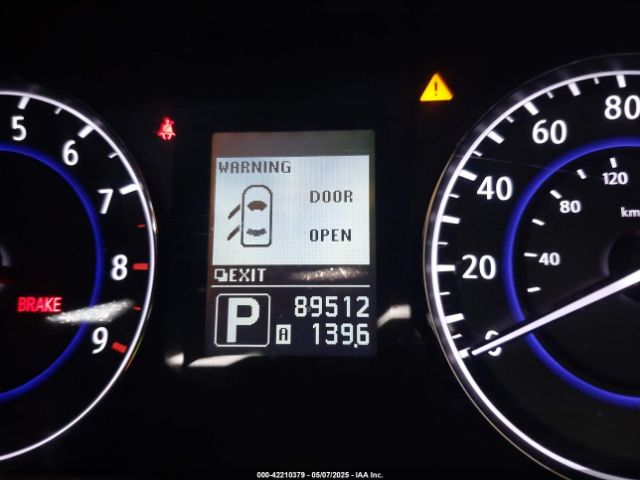 5
6
7
8
9
BRAKE
WARNING
DOOR
OPEN
EXIT
P
89512
A 139.6
80
60
40
20
0
120
80
40
km
000-42210379 - 05/07/2025 - IAA Inc.